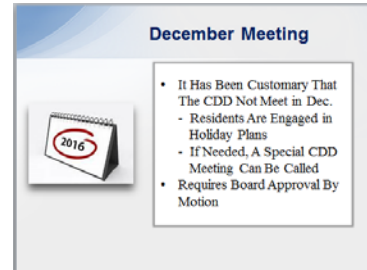 December Meeting
2016
• It Has Been Customary That
The CDD Not Meet in Dec.
- Residents Are Engaged in
Holiday Plans
- If Needed, A Special CDD
Meeting Can Be Called
• Requires Board Approval By
Motion